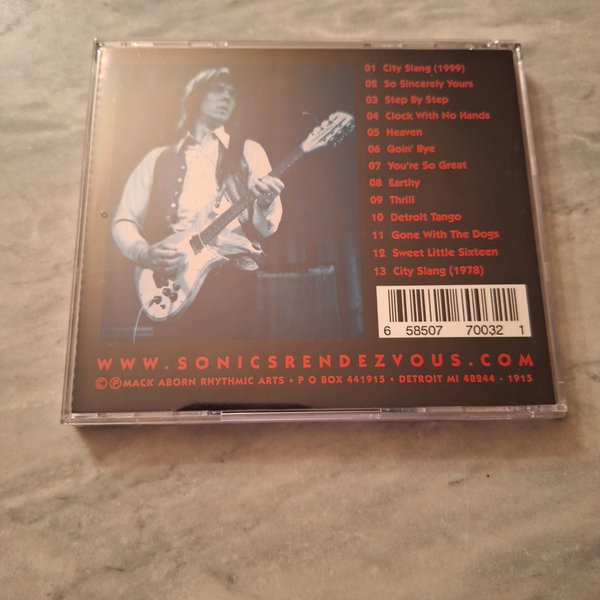 01 City Slang (1999)
02 So Sincerely Yours
03 Step By Step
04 Clock With No Hands
05 Heaven
06 Goin' Bye
07 You're So Great
08 Earthy
09 Thrill
10 Detroit Tango
11 Gone With The Dogs
12 Sweet Little Sixteen
13 City Slang (1978)
6 58507 70032 1
WWW.SONICSRENDEZVOUS.COM
© ℗ MACK ABORN RHYTHMIC ARTS • P O BOX 441915 • DETROIT MI 48244 - 1915